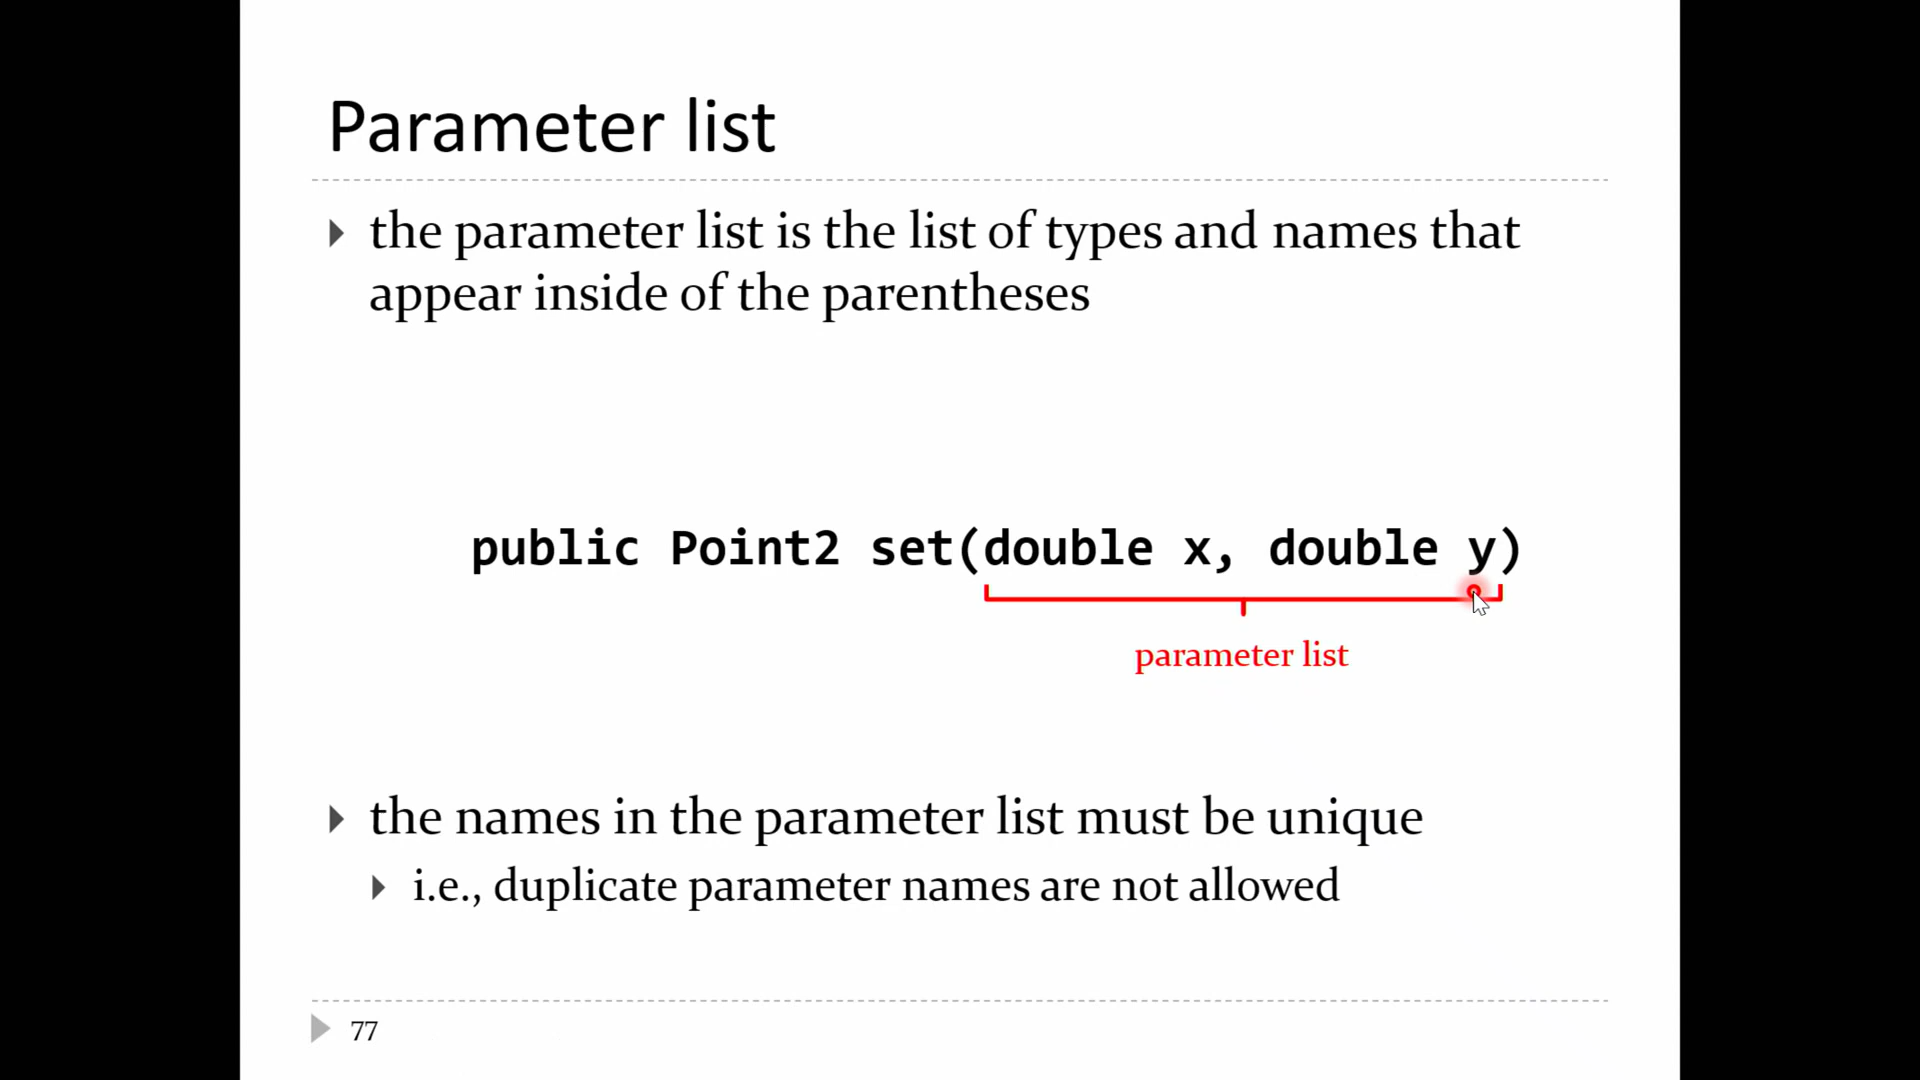 Parameter list
the parameter list is the list of types and names that
appear inside of the parentheses
public Point2 set(double x, double y)
parameter list
the names in the parameter list must be unique
i.e., duplicate parameter names are not allowed
77